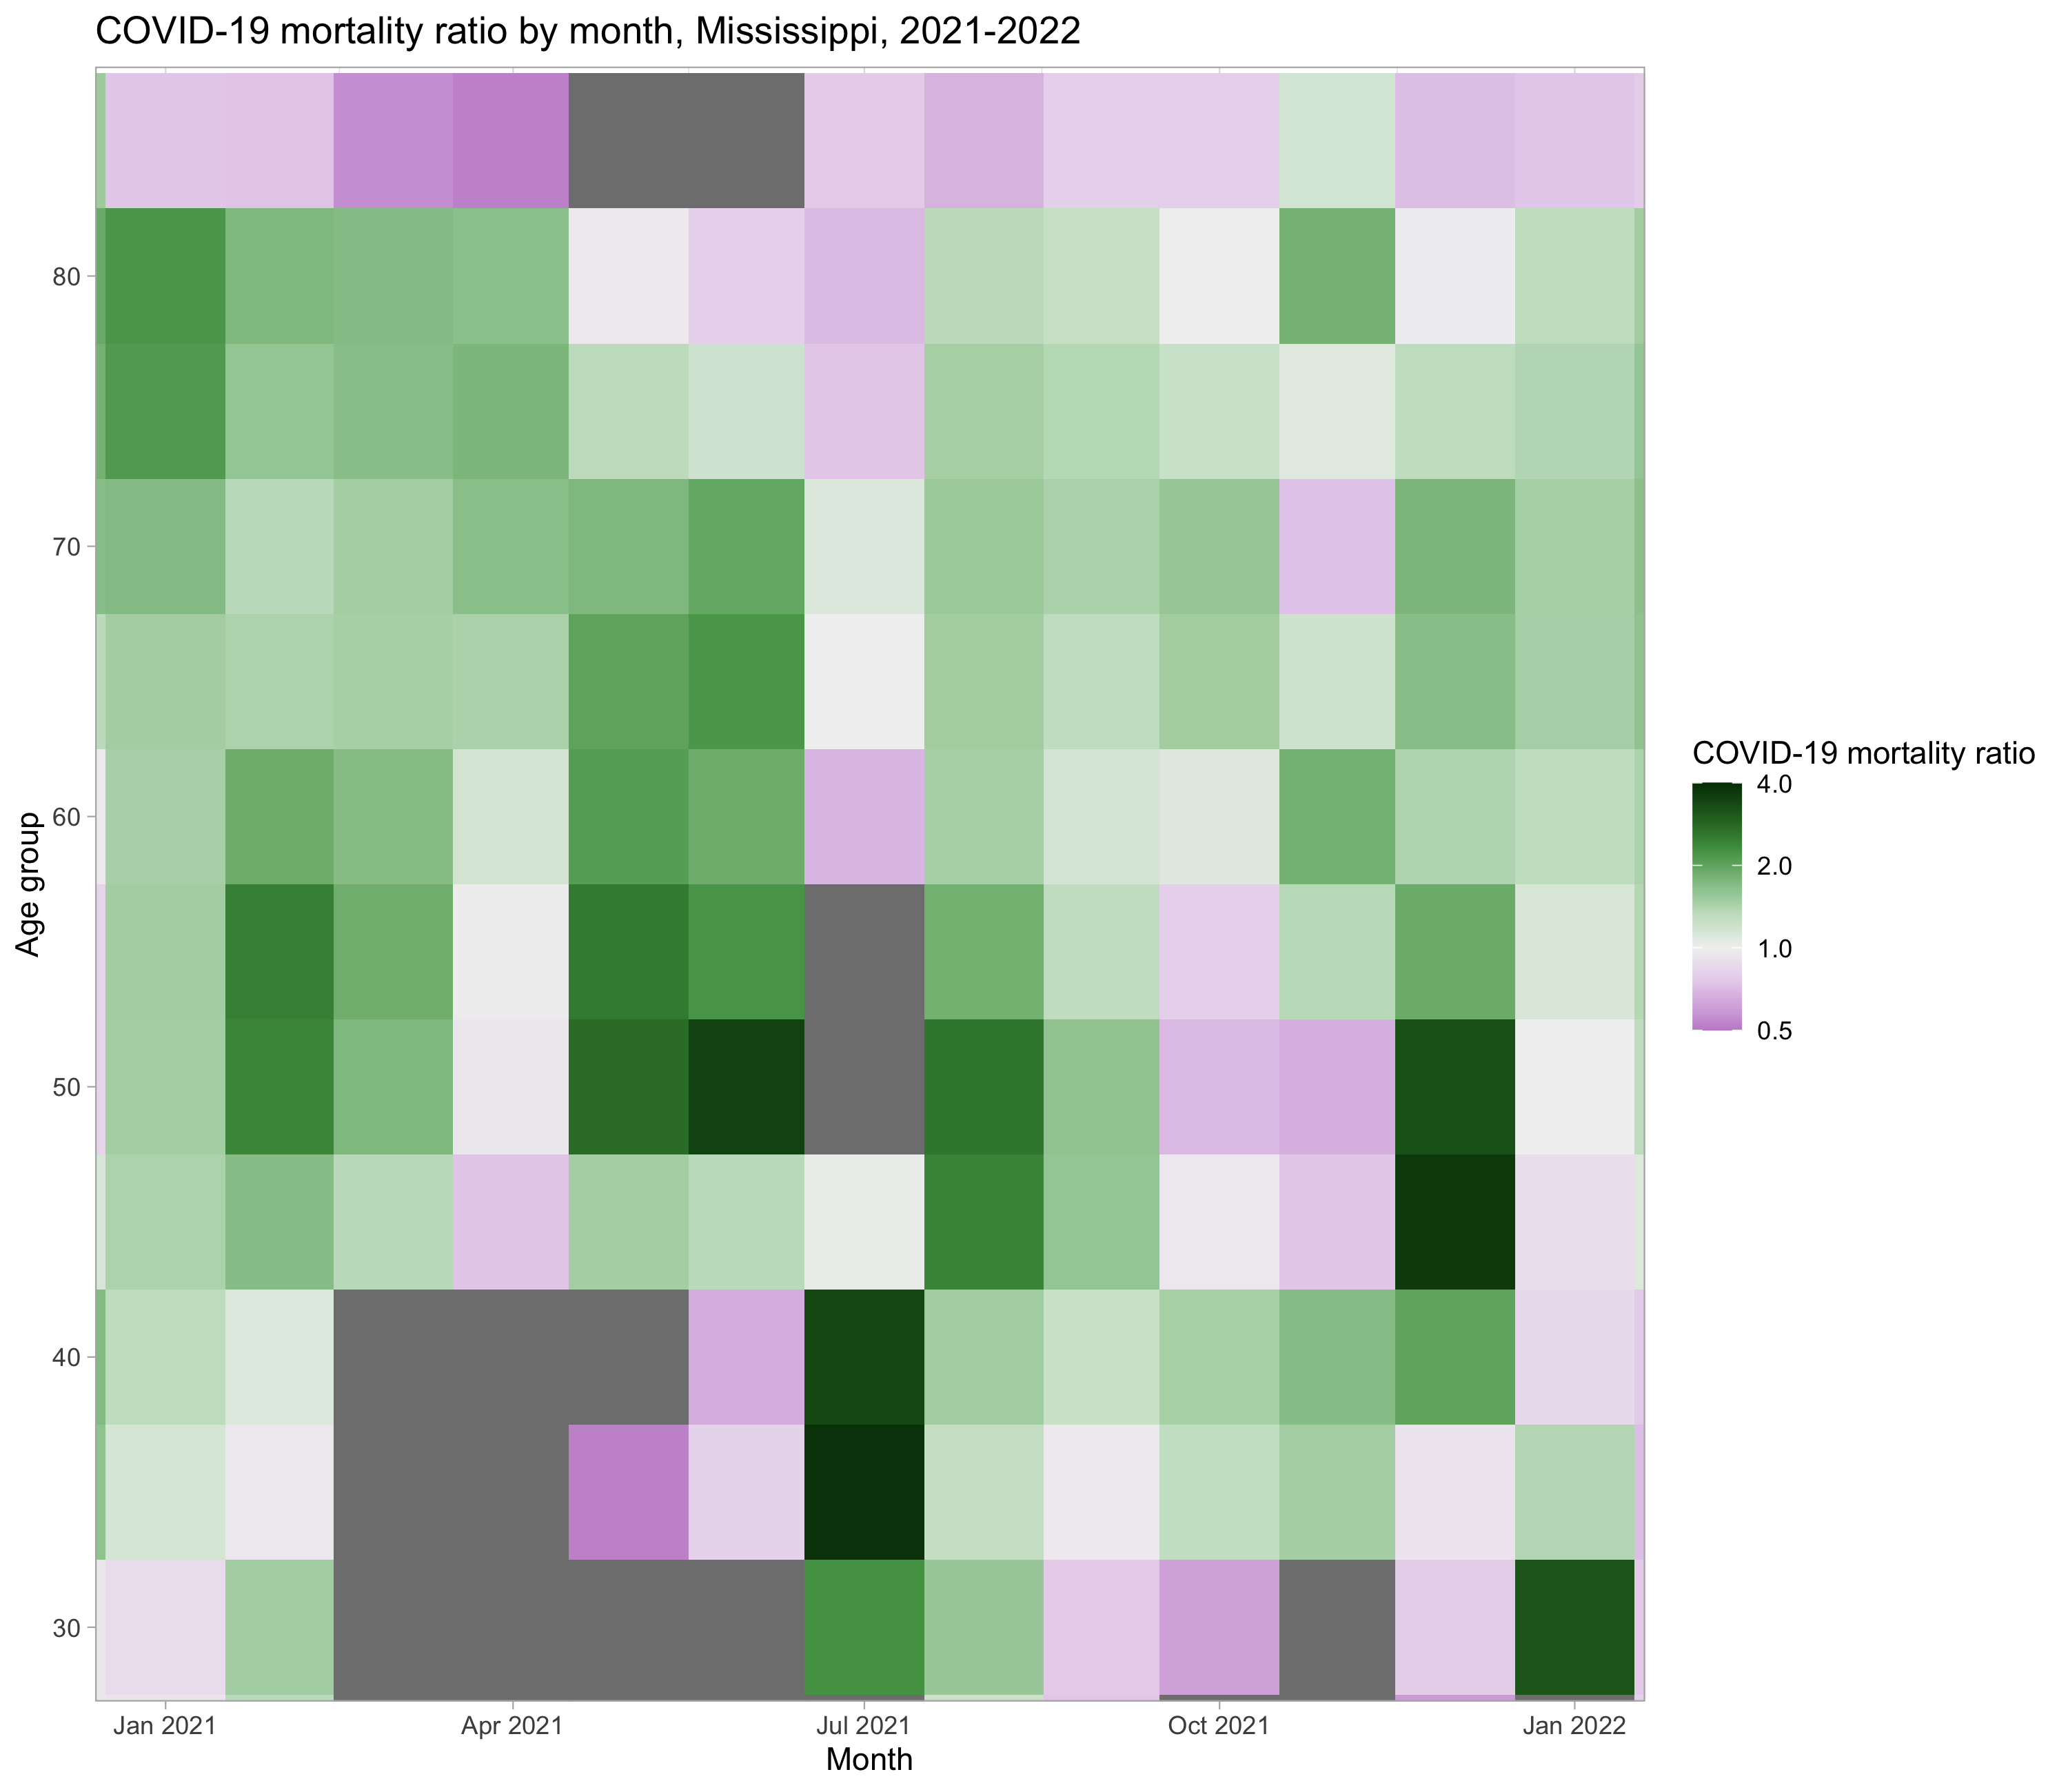 COVID-19 mortality ratio by month, Mississippi, 2021-2022
80
70
60
50
40
30
Age group
Jan 2021
Apr 2021
Jul 2021
Oct 2021
Jan 2022
Month
COVID-19 mortality ratio
4.0
2.0
1.0
0.5